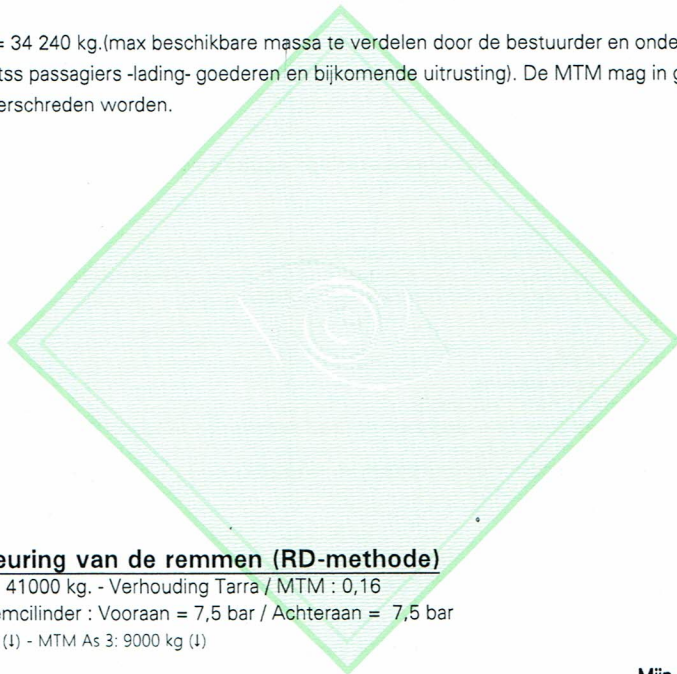 = 34 240 kg.(max beschikbare massa te verdelen door de bestuurder en onde
tss passagiers -lading- goederen en bijkomende uitrusting). De MTM mag in g
erschreden worden.
euring van de remmen (RD-methode)
41000 kg. - Verhouding Tarra / MTM : 0,16
emcilinder : Vooraan = 7,5 bar / Achteraan = 7,5 bar
(↓) - MTM As 3: 9000 kg (↓)
Mijn